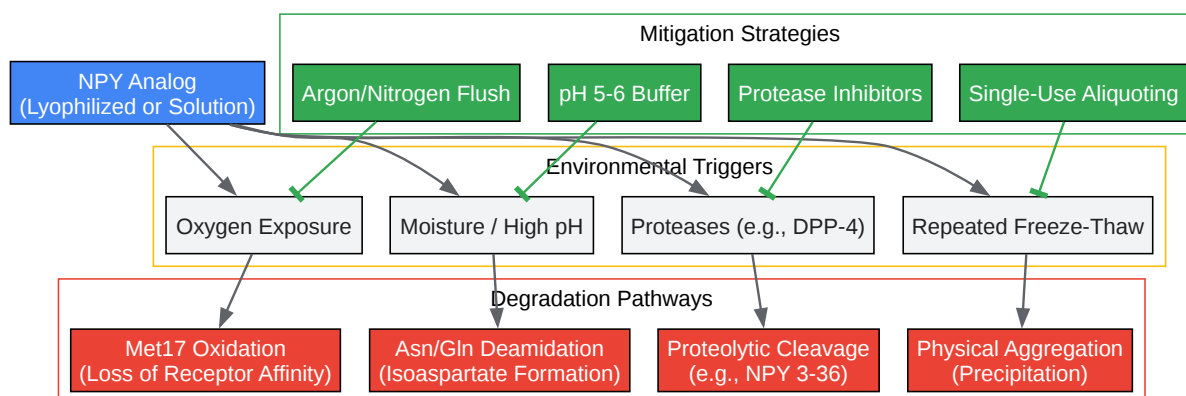 Mitigation Strategies
NPY Analog
(Lyophilized or Solution)
Argon/Nitrogen Flush
pH 5-6 Buffer
Protease Inhibitors
Single-Use Aliquoting
Environmental Triggers
Oxygen Exposure
Moisture / High pH
Proteases (e.g., DPP-4)
Repeated Freeze-Thaw
Degradation Pathways
Met17 Oxidation
(Loss of Receptor Affinity)
Asn/Gln Deamidation
(Isoaspartate Formation)
Proteolytic Cleavage
(e.g., NPY 3-36)
Physical Aggregation
(Precipitation)